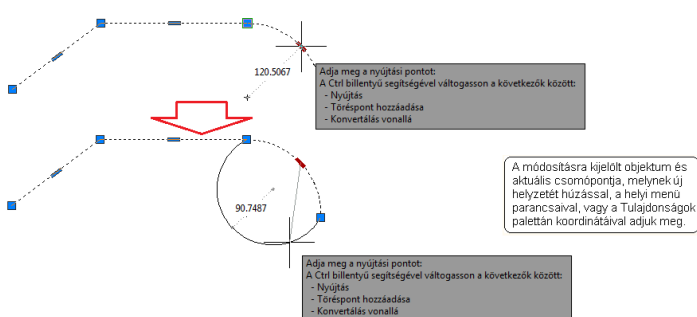 120.5067
Adja meg a nyújtási pontot:
A Ctrl billentyű segítségével váltogasson a következők között:
- Nyújtás
- Töréspont hozzáadása
- Konvertálás vonallá
A módosításra kijelölt objektum és
aktuális csomópontja, melynek új
helyzetét húzással, a helyi menü
parancsaival, vagy a Tulajdonságok
palettán koordinátáival adjuk meg.
90.7487
Adja meg a nyújtási pontot:
A Ctrl billentyű segítségével váltogasson a következők között:
- Nyújtás
- Töréspont hozzáadása
- Konvertálás vonallá